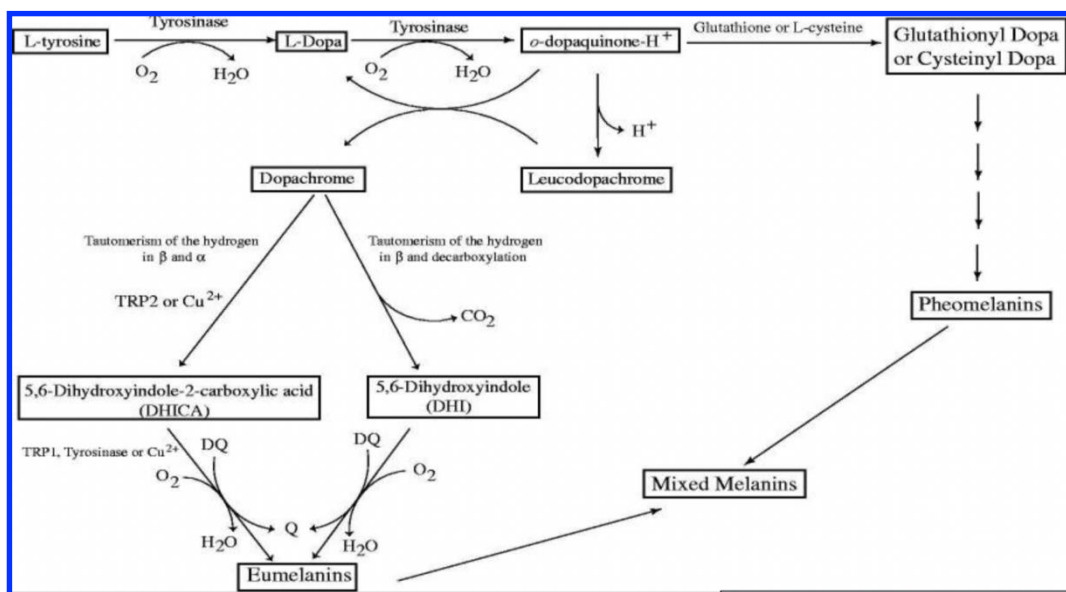 Tyrosinase
Tyrosinase
Glutathione or L-cysteine
L-tyrosine
L-Dopa
o-dopaquinone-H+
Glutathionyl Dopa
or Cysteinyl Dopa
O2
H2O
O2
H2O
H+
Dopachrome
Leucodopachrome
Tautomerism of the hydrogen
in β and α
Tautomerism of the hydrogen
in β and decarboxylation
TRP2 or Cu2+
CO2
Pheomelanins
5,6-Dihydroxyindole-2-carboxylic acid
(DHICA)
5,6-Dihydroxyindole
(DHI)
TRP1, Tyrosinase or Cu2+
DQ
DQ
O2
O2
Mixed Melanins
Q
H2O
H2O
Eumelanins